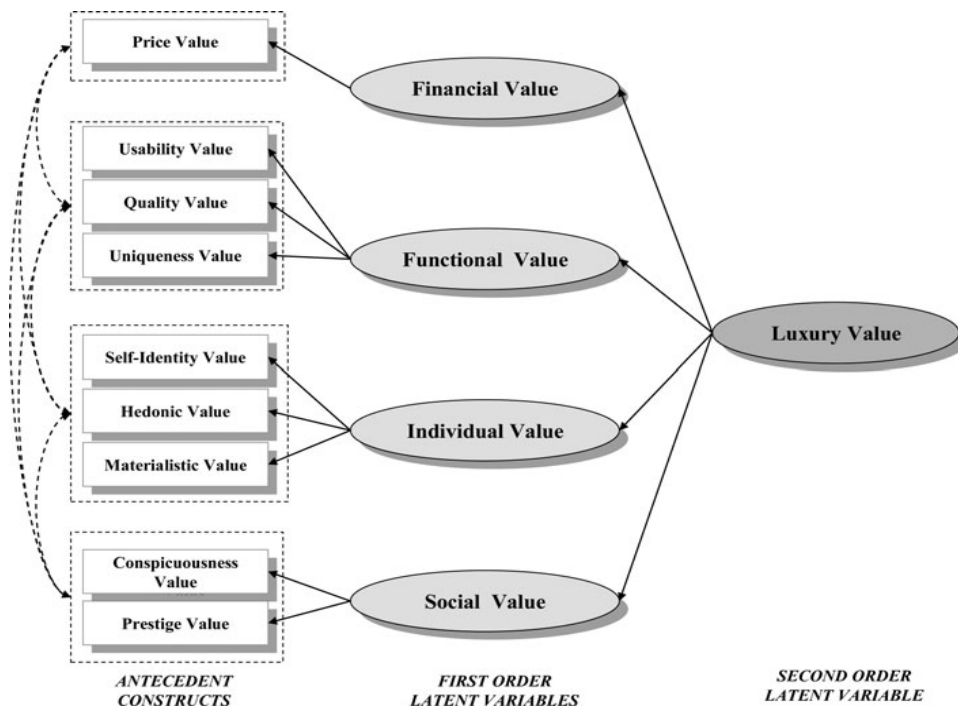 Price Value
Financial Value
Usability Value
Quality Value
Uniqueness Value
Functional Value
Luxury Value
Self-Identity Value
Hedonic Value
Materialistic Value
Individual Value
Conspicuousness
Value
Prestige Value
Social Value
ANTECEDENT
CONSTRUCTS
FIRST ORDER
LATENT VARIABLES
SECOND ORDER
LATENT VARIABLE